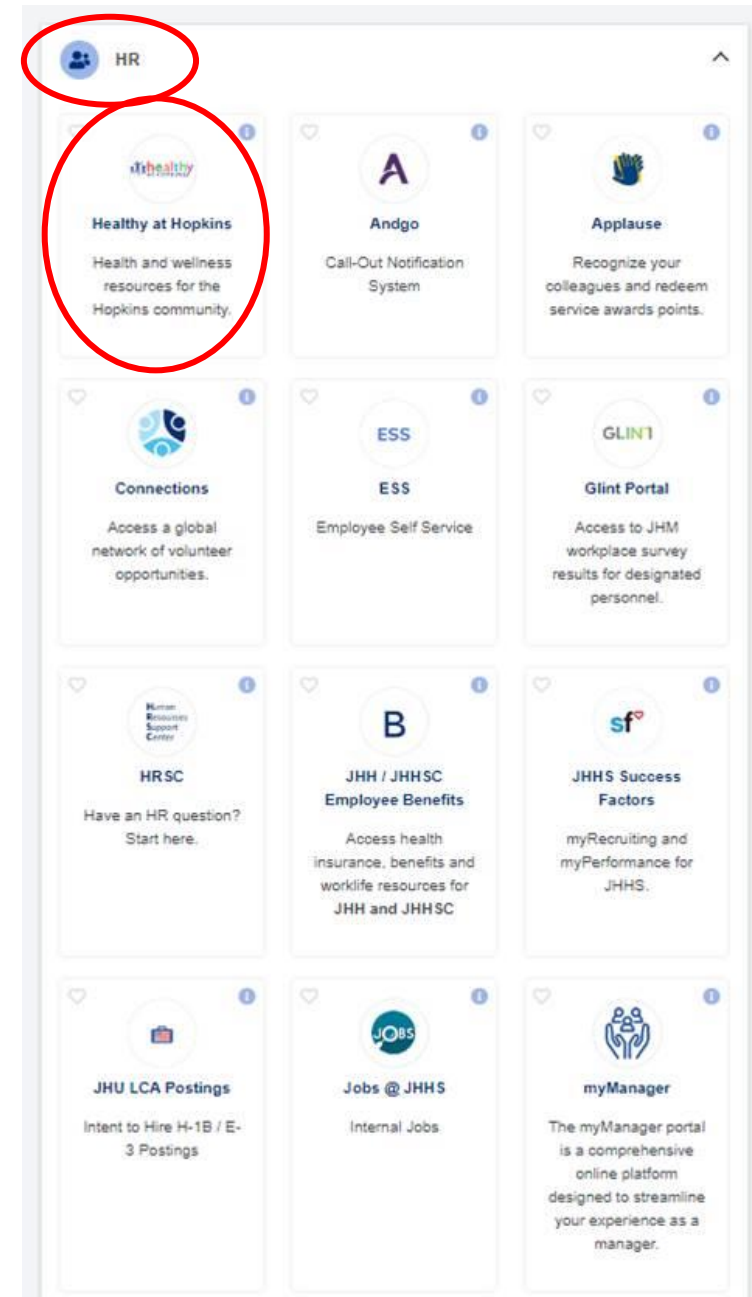 HR
healthy
Healthy at Hopkins
Health and wellness
resources for the
Hopkins community.
A
Andgo
Call-Out Notification
System
Applause
Recognize your
colleagues and redeem
service awards points.
Connections
Access a global
network of volunteer
opportunities.
ESS
ESS
Employee Self Service
GLINT
Glint Portal
Access to JHM
workplace survey
results for designated
personnel.
Human
Resources
Support
Center
HRSC
Have an HR question?
Start here.
B
JHH / JHHSC
Employee Benefits
Access health
insurance, benefits and
worklife resources for
JHH and JHHSC
sf
JHHS Success
Factors
myRecruiting and
myPerformance for
JHHS.
JHU LCA Postings
Intent to Hire H-1B / E-
3 Postings
JOBS
Jobs @ JHHS
Internal Jobs
myManager
The myManager portal
is a comprehensive
online platform
designed to streamline
your experience as a
manager.